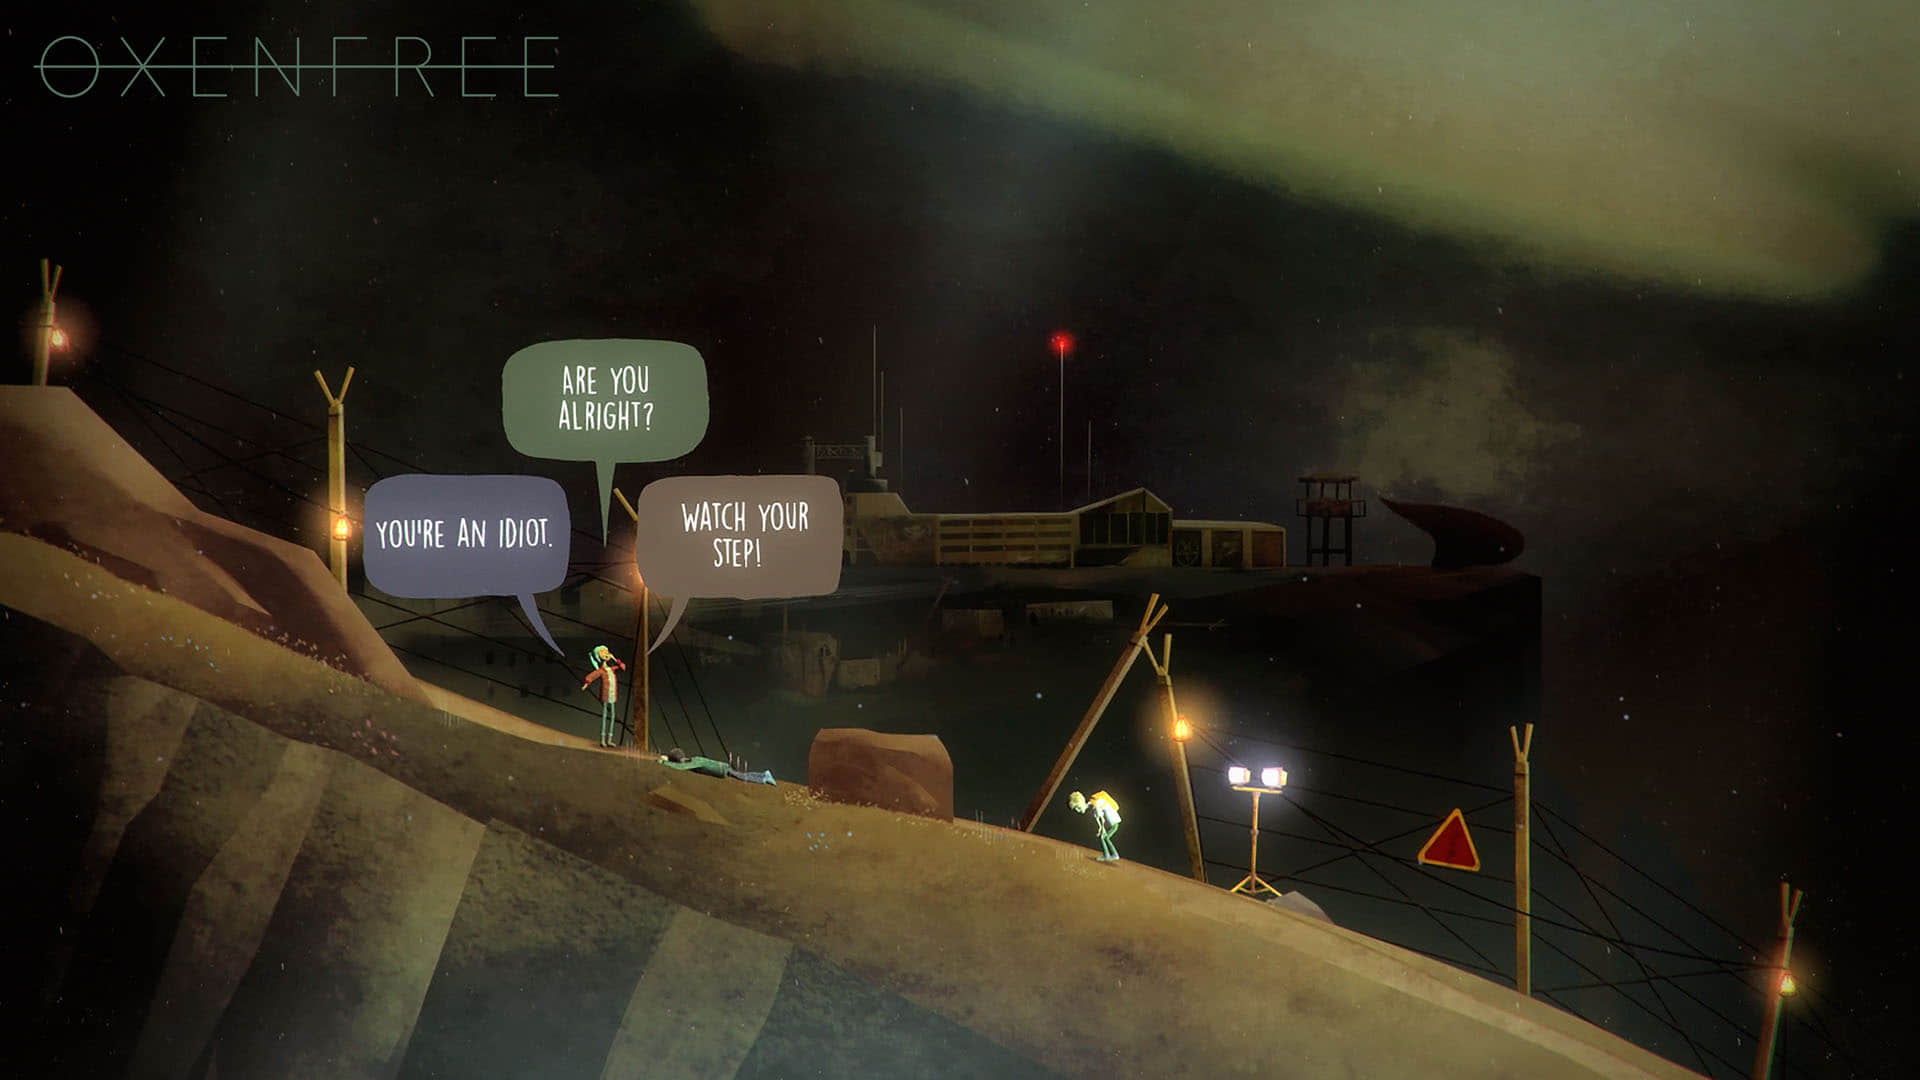 OXENFREE
ARE YOU
ALRIGHT?
YOU'RE AN IDIOT.
WATCH YOUR
STEP!